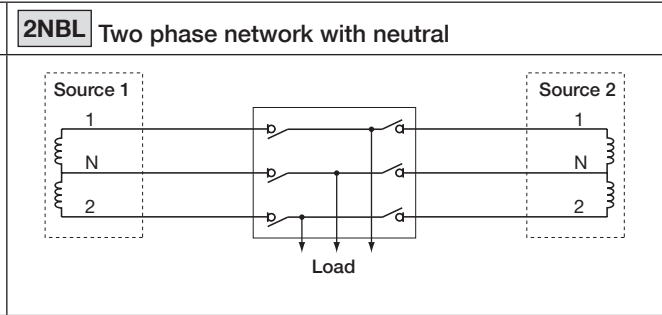 2NBL Two phase network with neutral
Source 1 Source 2
1 1
N N
2 2
Load